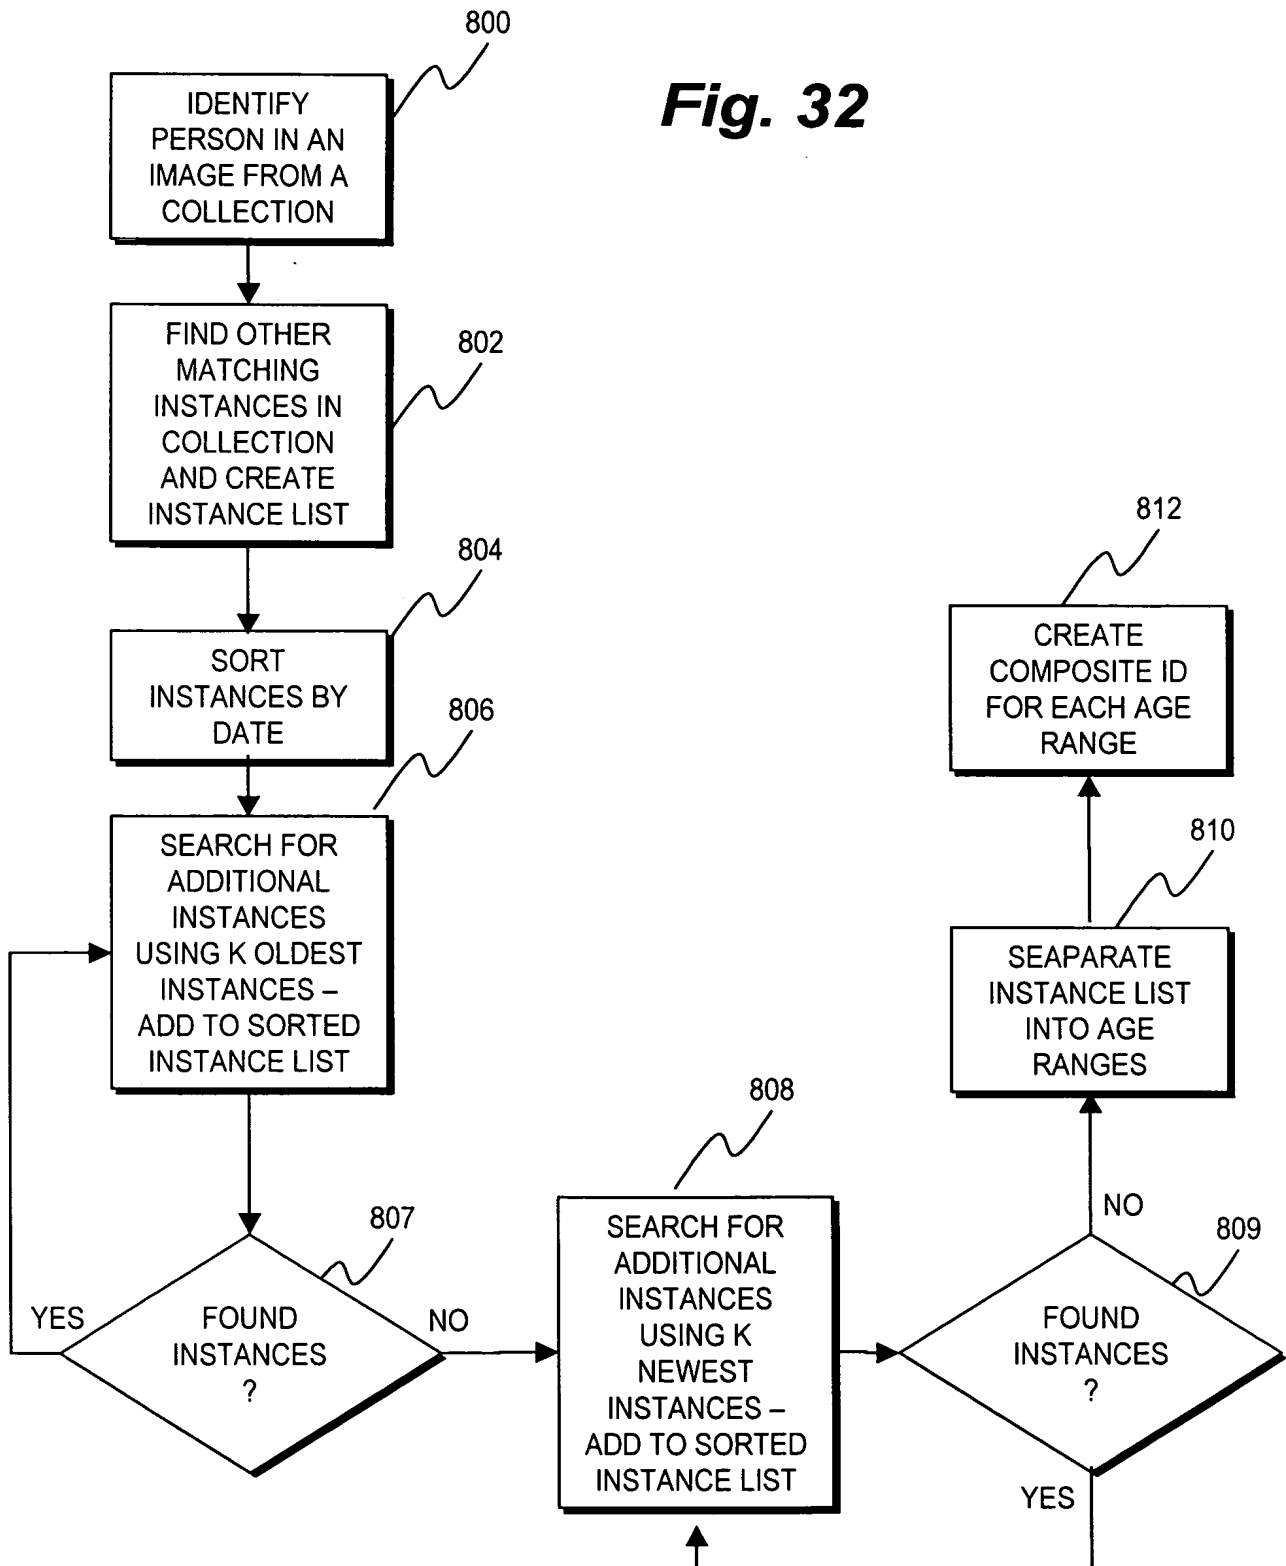 Fig. 32
800
IDENTIFY
PERSON IN AN
IMAGE FROM A
COLLECTION
802
FIND OTHER
MATCHING
INSTANCES IN
COLLECTION
AND CREATE
INSTANCE LIST
804
SORT
INSTANCES BY
DATE
806
SEARCH FOR
ADDITIONAL
INSTANCES
USING K OLDEST
INSTANCES –
ADD TO SORTED
INSTANCE LIST
807
FOUND
INSTANCES
?
YES
NO
808
SEARCH FOR
ADDITIONAL
INSTANCES
USING K
NEWEST
INSTANCES –
ADD TO SORTED
INSTANCE LIST
809
FOUND
INSTANCES
?
YES
NO
810
SEAPARATE
INSTANCE LIST
INTO AGE
RANGES
812
CREATE
COMPOSITE ID
FOR EACH AGE
RANGE